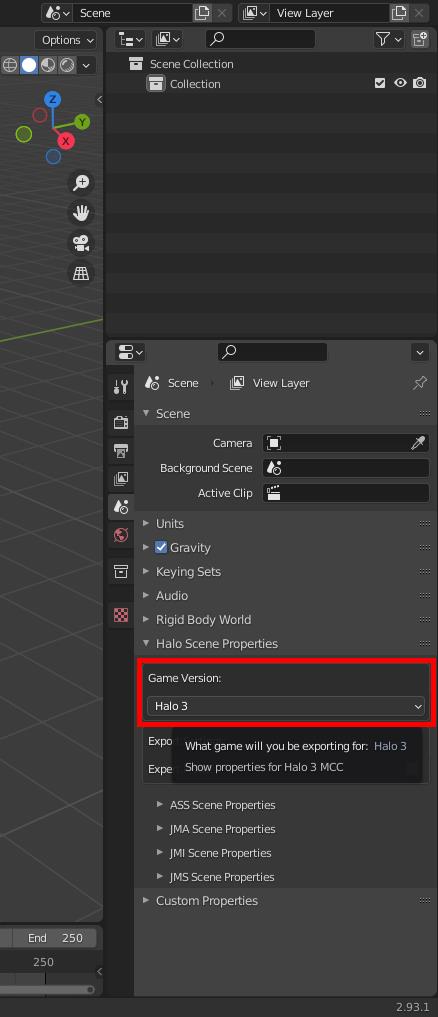 Scene
View Layer
Options
Scene Collection
Collection
Z
Y
X
Scene
View Layer
Scene
Camera
Background Scene
Active Clip
Units
Gravity
Keying Sets
Audio
Rigid Body World
Halo Scene Properties
Game Version:
Halo 3
Expor
What game will you be exporting for: Halo 3
Exper
Show properties for Halo 3 MCC
ASS Scene Properties
JMA Scene Properties
JMI Scene Properties
JMS Scene Properties
Custom Properties
End 250
250
2.93.1